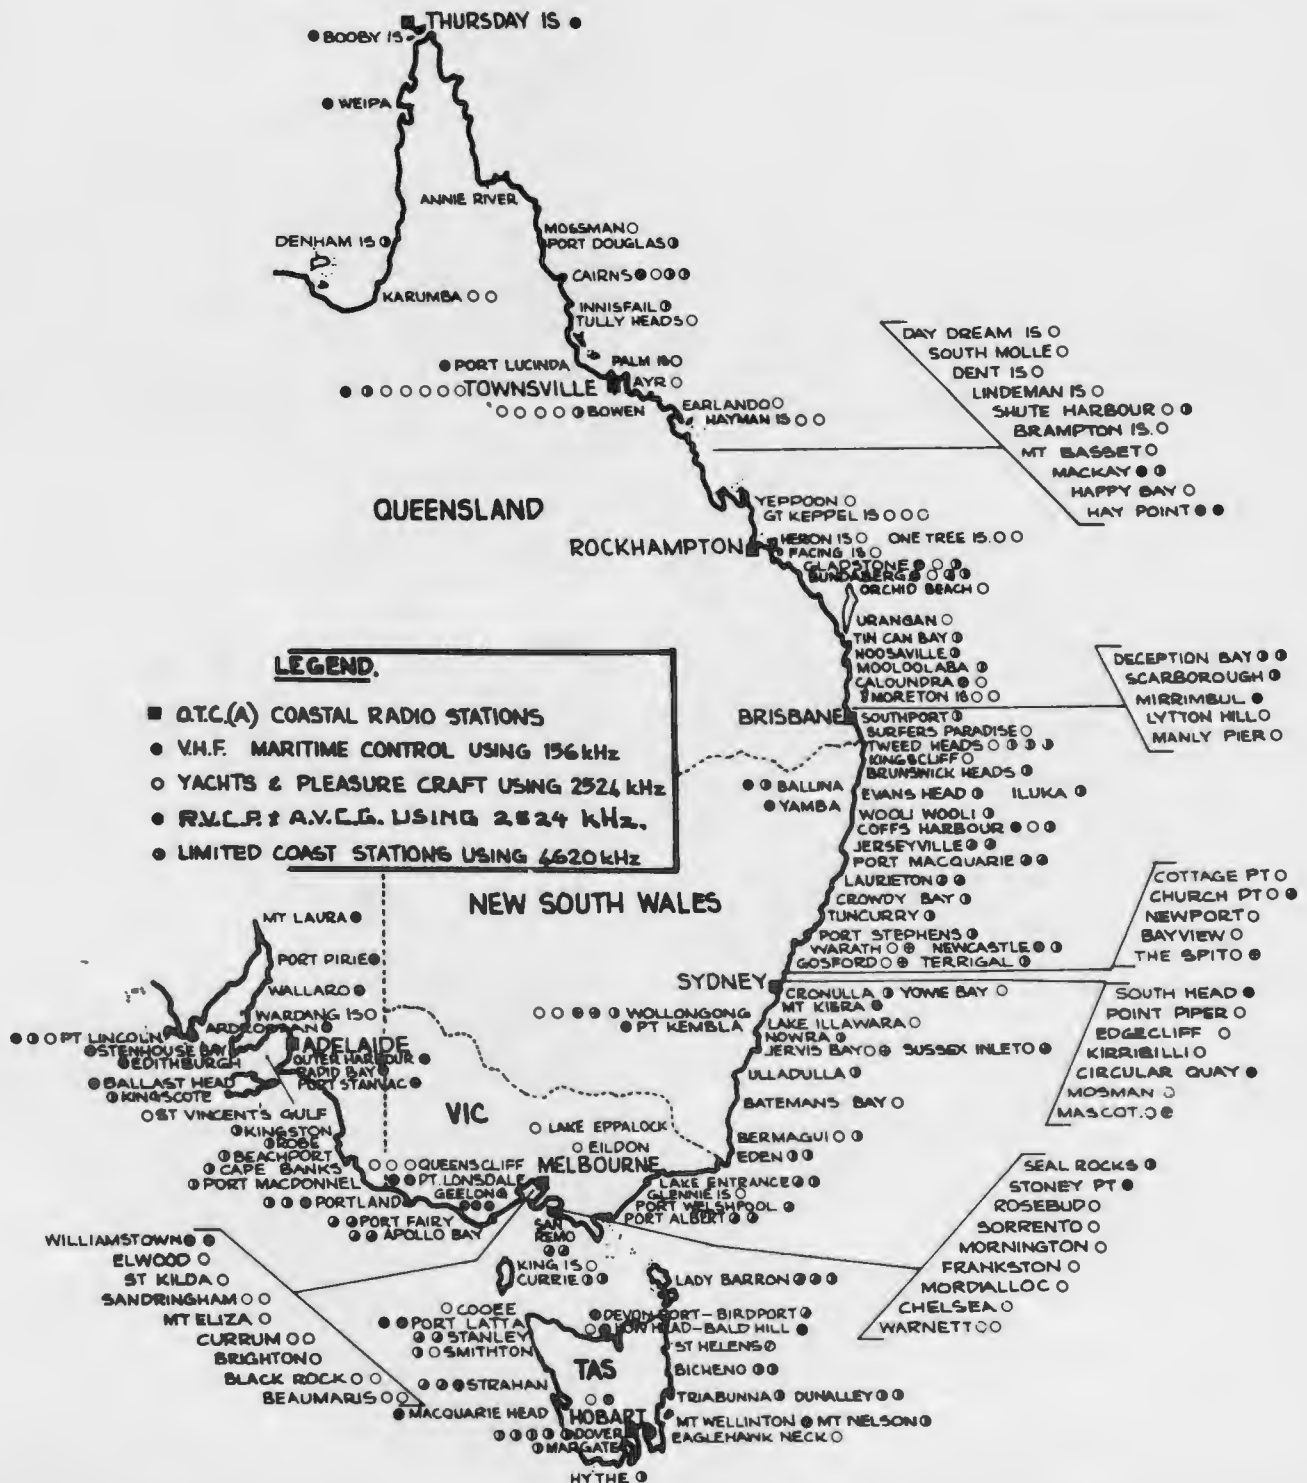 THURSDAY IS
BOOBY IS
WEIPA
ANNIE RIVER
MOSSMAN
DENHAM IS
PORT DOUGLAS
CAIRNS
KARUMBA
INNISFAIL
TULLY HEADS
PORT LUCINDA
PALM IS
TOWNSVILLE
AYR
BOWEN
EARLANDO
HAYMAN IS
DAY DREAM IS
SOUTH MOLLE
DENT IS
LINDEMAN IS
SHUTE HARBOUR
BRAMPTON IS.
MT BASSET
MACKAY
HAPPY BAY
HAY POINT
QUEENSLAND
YEPPOON
GT KEPPEL IS
ROCKHAMPTON
HERON IS
ONE TREE IS.
FACING IS
GLADSTONE
BUNDABERG
ORCHID BEACH
URANGAN
TIN CAN BAY
NOOSAVILLE
MOOLOOLABA
CALOUNDRA
MORETON IS
BRISBANE
SOUTHPORT
SURFERS PARADISE
TWEED HEADS
KINGSCLIFF
BRUNSWICK HEADS
DECEPTION BAY
SCARBOROUGH
MIRRIMBUL
LYTTON HILL
MANLY PIER
LEGEND.
O.T.C.(A) COASTAL RADIO STATIONS
V.H.F. MARITIME CONTROL USING 156 kHz
YACHTS & PLEASURE CRAFT USING 2524 kHz
R.V.C.P. & A.V.C.G. USING 2824 kHz.
LIMITED COAST STATIONS USING 4620 kHz
BALLINA
YAMBA
EVANS HEAD
ILUKA
WOOLI WOOLI
COFFS HARBOUR
JERSEYVILLE
PORT MACQUARIE
LAURIETON
CROWDY BAY
TUNCURRY
PORT STEPHENS
WARATH
NEWCASTLE
GOSFORD
TERRIGAL
NEW SOUTH WALES
SYDNEY
COTTAGE PT
CHURCH PT
NEWPORT
BAYVIEW
THE SPIT
CRONULLA
YOWIE BAY
MT KIERA
WOLLONGONG
PT KEMBLA
LAKE ILLAWARA
NOWRA
JERVIS BAY
SUSSEX INLET
ULLADULLA
BATEMANS BAY
BERMAGUI
EDEN
SOUTH HEAD
POINT PIPER
EDGECLIFF
KIRRIBILLI
CIRCULAR QUAY
MOSMAN
MASCOT.
MT LAURA
PORT PIRIE
WALLARO
WARDANG IS
ARDROSSAN
PT LINCOLN
ADELAIDE
STENHOUSE BAY
EDITHBURGH
OUTER HARBOUR
RAPID BAY
PORT STANVAC
BALLAST HEAD
KINGSCOTE
ST VINCENT'S GULF
KINGSTON
ROBE
BEACHPORT
CAPE BANKS
PORT MACDONNEL
VIC
LAKE EPPALOCK
EILDON
QUEENSCLIFF
MELBOURNE
PT. LONSDALE
GEELONG
PORTLAND
PORT FAIRY
APOLLO BAY
SAN REMO
LAKE ENTRANCE
GLENNIE IS
PORT WELSHPOOL
PORT ALBERT
WILLIAMSTOWN
ELWOOD
ST KILDA
SANDRINGHAM
MT ELIZA
CURRUM
BRIGHTON
BLACK ROCK
BEAUMARIS
SEAL ROCKS
STONEY PT
ROSEBUD
SORRENTO
MORNINGTON
FRANKSTON
MORDIALLOC
CHELSEA
WARNETT
KING IS
CURRIE
LADY BARRON
COOEE
PORT LATTA
STANLEY
SMITHTON
DEVON PORT-BIRDPORT
HEAD-BALD HILL
ST HELENS
TAS
BICHENO
STRAHAN
TRIABUNNA
DUNALLEY
MACQUARIE HEAD
HOBART
MT WELLINGTON
MT NELSON
DOVER
EAGLEHAWK NECK
MARGATE
HYTHE